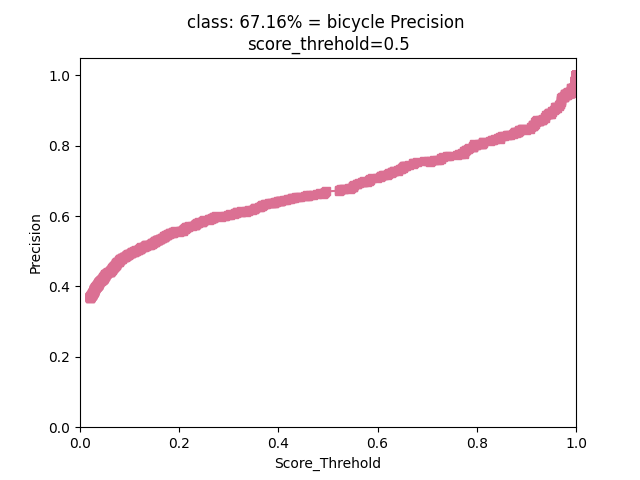 class: 67.16% = bicycle Precision
score_threhold=0.5
1.0
0.8
0.6
0.4
0.2
0.0
Precision
0.0 0.2 0.4 0.6 0.8 1.0
Score_Threhold